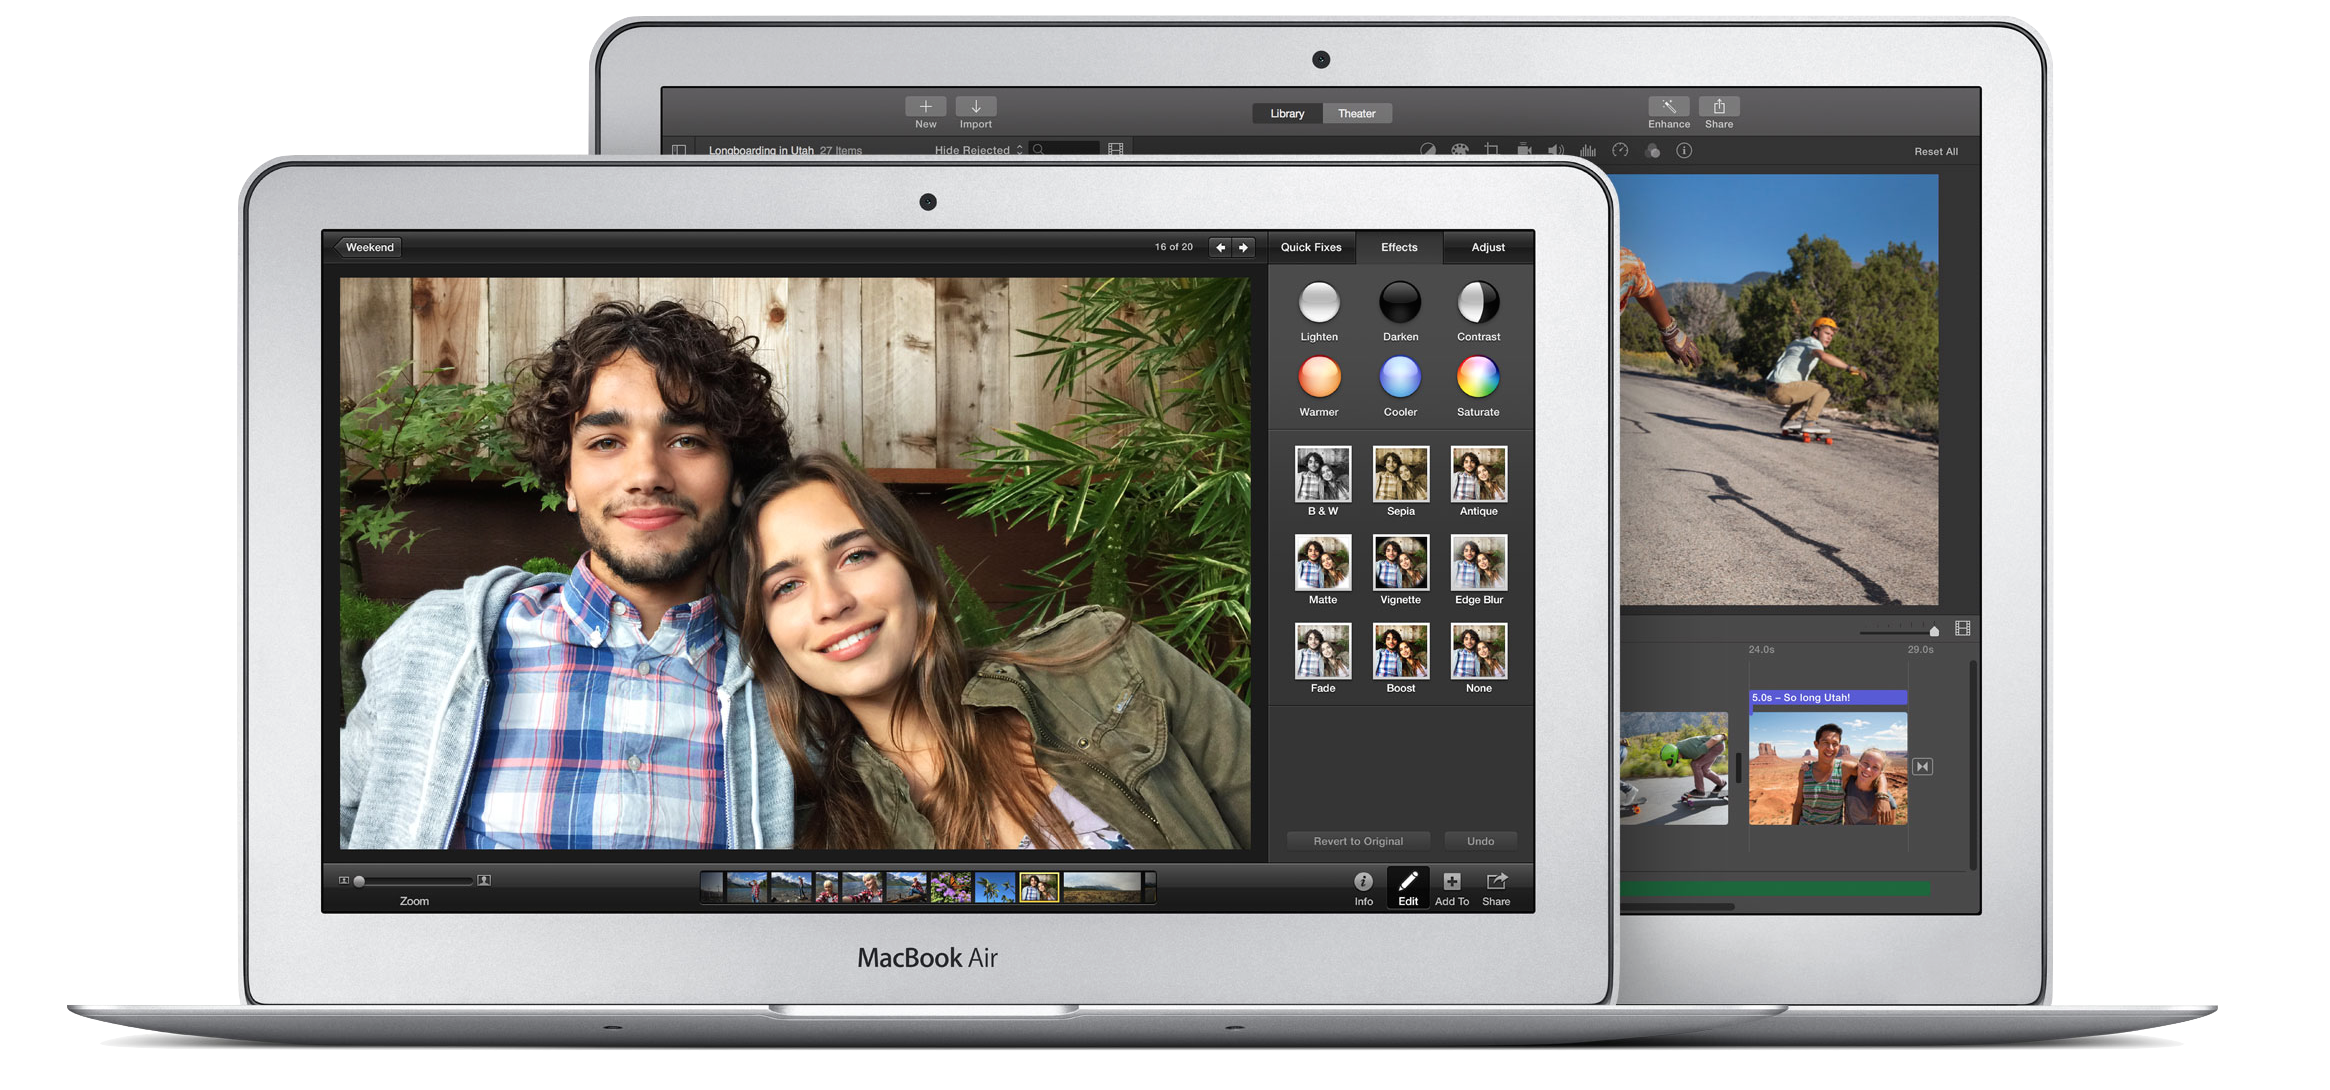 New
Import
Library
Theater
Enhance
Share
Longboarding in Utah 27 Items
Hide Rejected
Reset All
Weekend
16 of 20
Quick Fixes
Effects
Adjust
Lighten
Darken
Contrast
Warmer
Cooler
Saturate
B & W
Sepia
Antique
Matte
Vignette
Edge Blur
Fade
Boost
None
Revert to Original
Undo
24.0s
29.0s
5.0s – So long Utah!
Zoom
Info
Edit
Add To
Share
MacBook Air